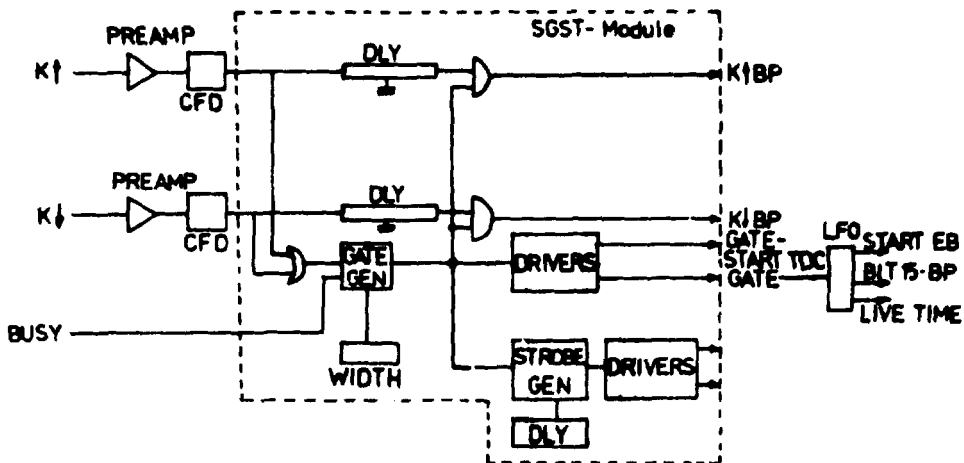 SGST- Module
PREAMP
K↑
CFD
DLY
K↑BP
PREAMP
K↓
CFD
DLY
K↓BP
GATE-
START TDC
GATE
LFO
START EB
BLT 15-BP
LIVE TIME
GATE
GEN
DRIVERS
BUSY
WIDTH
STROBE
GEN
DRIVERS
DLY